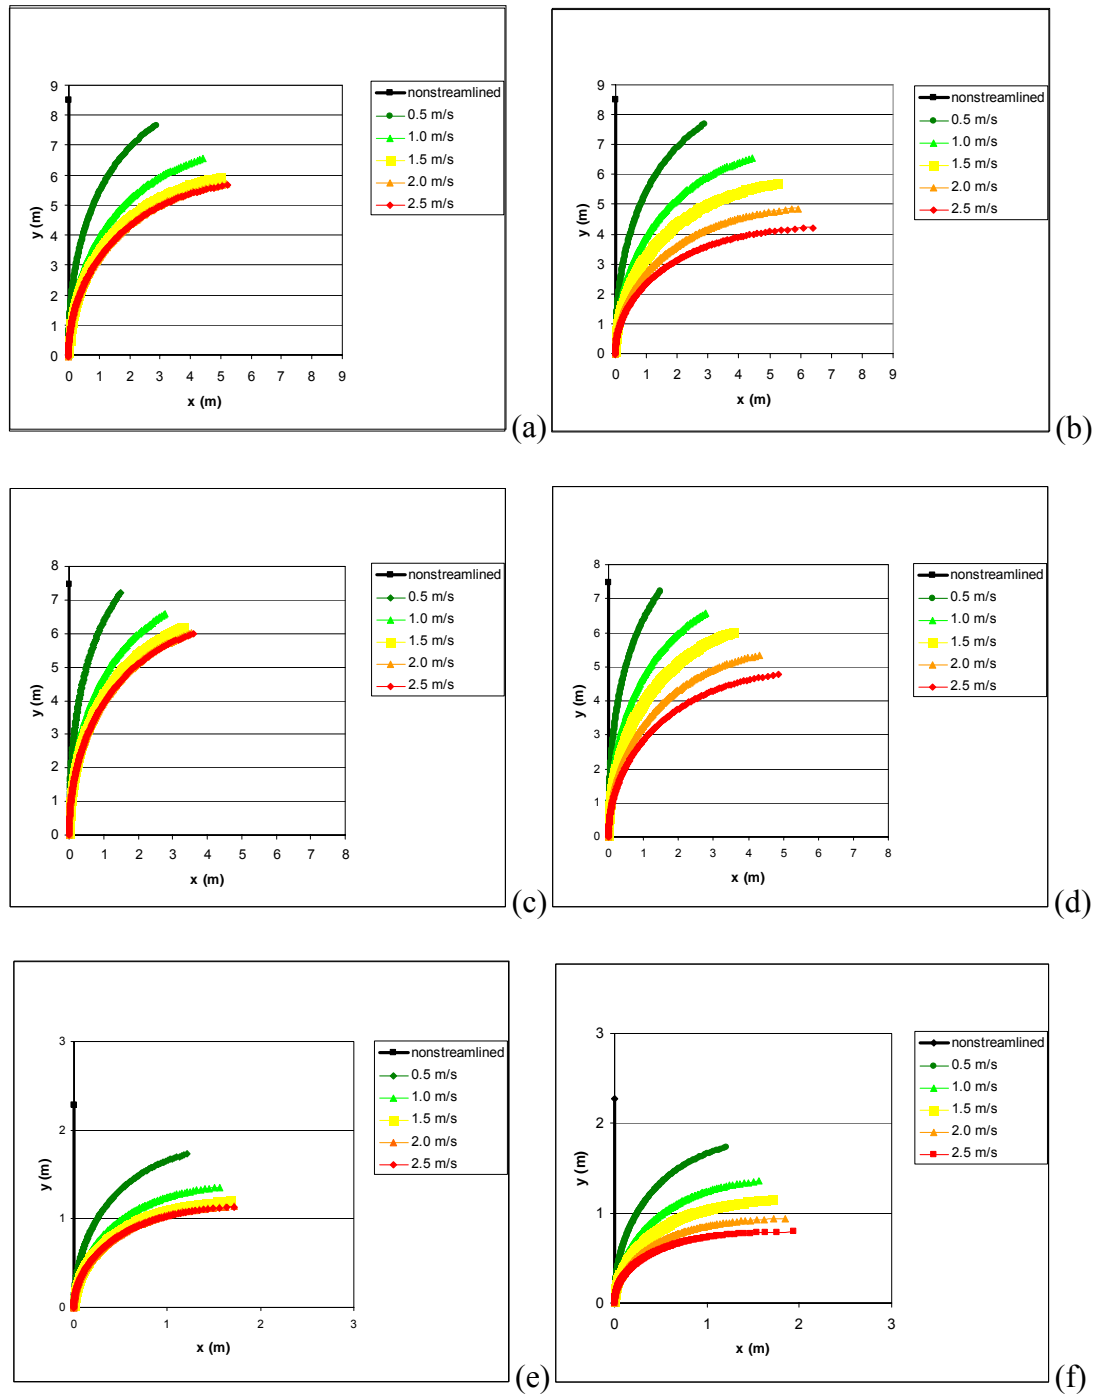 9
8
7
6
5
4
3
2
1
0
y (m)
0 1 2 3 4 5 6 7 8 9
x (m)
nonstreamlined
0.5 m/s
1.0 m/s
1.5 m/s
2.0 m/s
2.5 m/s
(a)
9
8
7
6
5
4
3
2
1
0
y (m)
0 1 2 3 4 5 6 7 8 9
x (m)
nonstreamlined
0.5 m/s
1.0 m/s
1.5 m/s
2.0 m/s
2.5 m/s
(b)
8
7
6
5
4
3
2
1
0
y (m)
0 1 2 3 4 5 6 7 8
x (m)
nonstreamlined
0.5 m/s
1.0 m/s
1.5 m/s
2.0 m/s
2.5 m/s
(c)
8
7
6
5
4
3
2
1
0
y (m)
0 1 2 3 4 5 6 7 8
x (m)
nonstreamlined
0.5 m/s
1.0 m/s
1.5 m/s
2.0 m/s
2.5 m/s
(d)
3
2
1
0
y (m)
0 1 2 3
x (m)
nonstreamlined
0.5 m/s
1.0 m/s
1.5 m/s
2.0 m/s
2.5 m/s
(e)
3
2
1
0
y (m)
0 1 2 3
x (m)
nonstreamlined
0.5 m/s
1.0 m/s
1.5 m/s
2.0 m/s
2.5 m/s
(f)